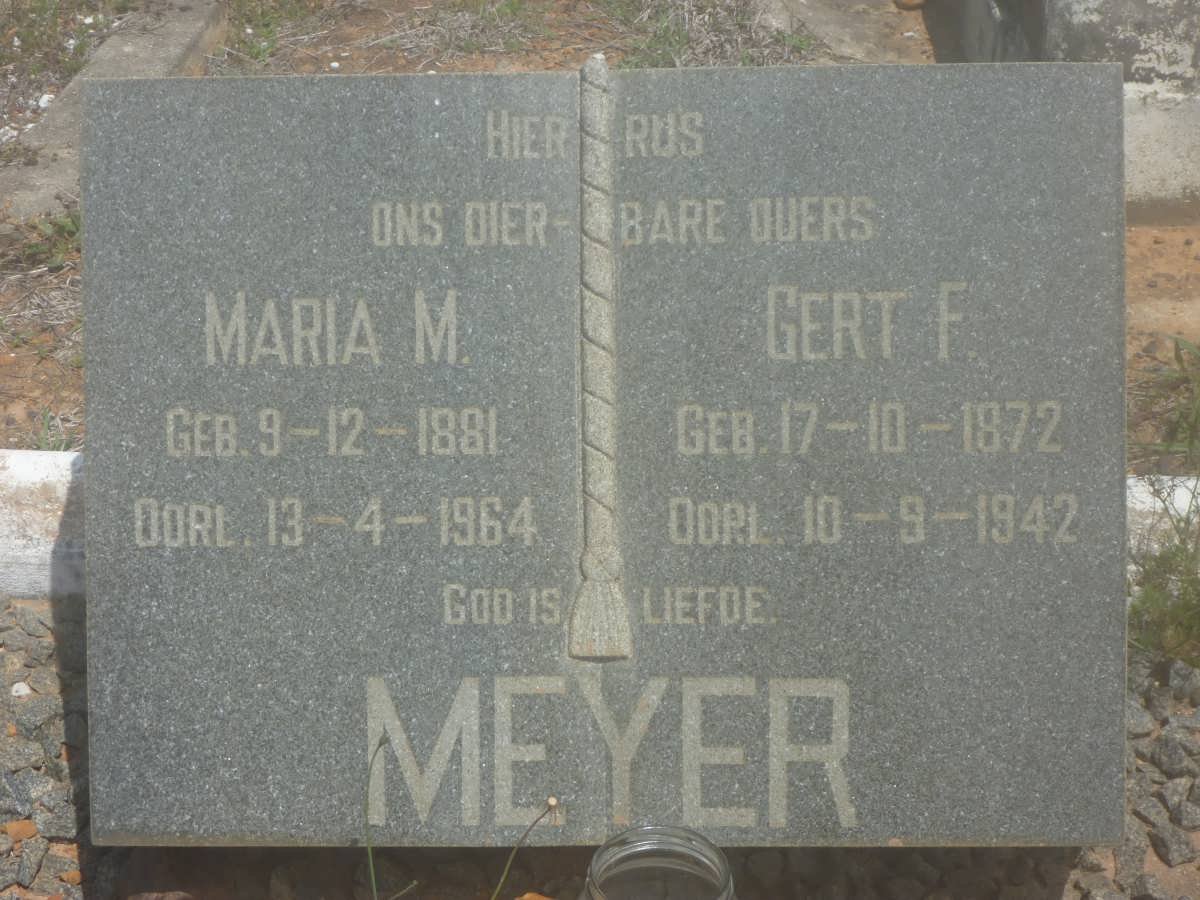 HIER RUS
ONS DIER-BARE OUERS
MARIA M.
GEB. 9-12-1881
OORL. 13-4-1964
GERT F.
GEB. 17-10-1872
OORL. 10-9-1942
GOD IS LIEFDE.
MEYER